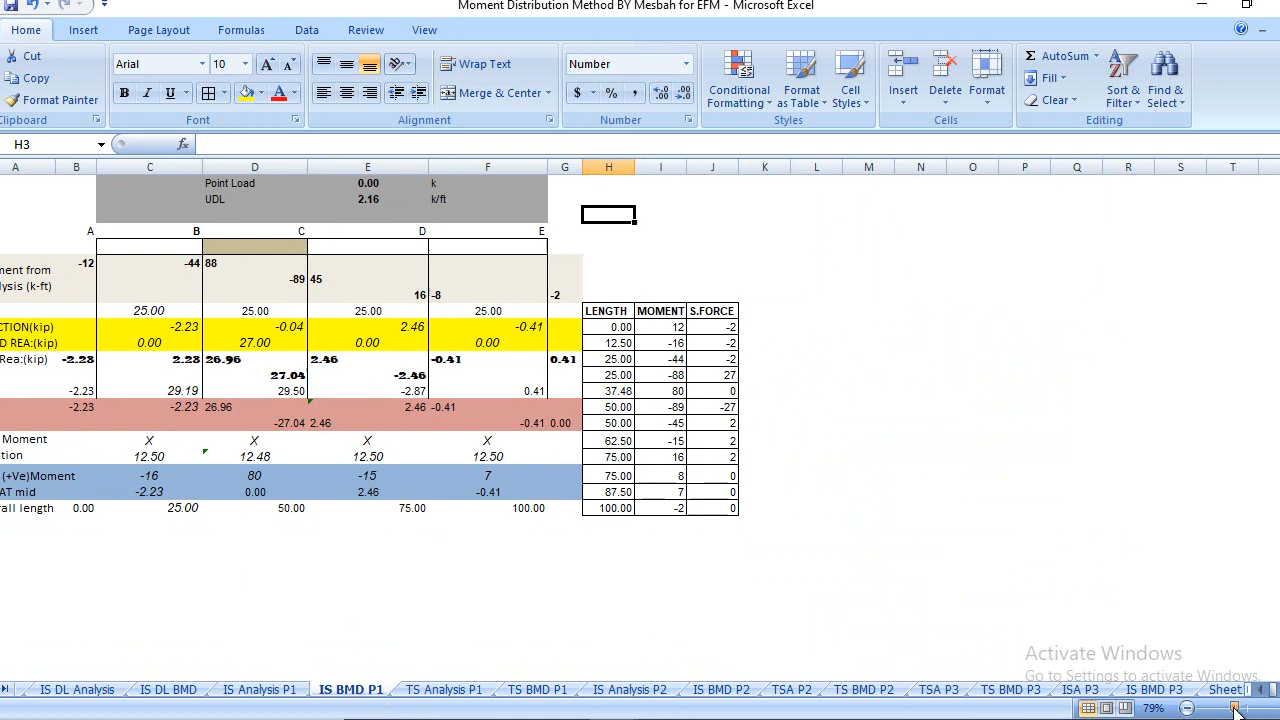 Moment Distribution Method BY Mesbah for EFM - Microsoft Excel
Home Insert Page Layout Formulas Data Review View
Cut
Copy
Format Painter
Clipboard
Arial 10
B I U
Font
Wrap Text
Merge & Center
Alignment
Number
$ % ,
Number
Conditional Formatting
Format as Table
Cell Styles
Styles
Insert Delete Format
Cells
AutoSum
Fill
Clear
Sort & Filter
Find & Select
Editing
H3 fx
A B C D E F G H I J K L M N O P Q R S T
Point Load 0.00 k
UDL 2.16 k/ft
A B C D E
ment from -12 -44 88
-89 45
alysis (k-ft)
16 -8 -2
25.00 25.00 25.00 25.00
CTION(kip) -2.23 -0.04 2.46 -0.41
D REA:(kip) 0.00 27.00 0.00 0.00
Rea:(kip) -2.28 2.28 26.96 2.46 -0.41 0.41
27.04 -2.46
-2.23 29.19 29.50 -2.87 0.41
-2.23 -2.23 26.96 2.46 -0.41
-27.04 2.46 -0.41 0.00
Moment X X X X
tion 12.50 12.48 12.50 12.50
(+Ve)Moment -16 80 -15 7
AT mid -2.23 0.00 2.46 -0.41
rall length 0.00 25.00 50.00 75.00 100.00
LENGTH MOMENT S.FORCE
0.00 12 -2
12.50 -16 -2
25.00 -44 -2
25.00 -88 27
37.48 80 0
50.00 -89 -27
50.00 -45 2
62.50 -15 2
75.00 16 2
75.00 8 0
87.50 7 0
100.00 -2 0
Activate Windows
Go to Settings to activate Windows.
IS DL Analysis IS DL BMD IS Analysis P1 IS BMD P1 TS Analysis P1 TS BMD P1 IS Analysis P2 IS BMD P2 TSA P2 TS BMD P2 TSA P3 TS BMD P3 ISA P3 IS BMD P3 Sheet
79%